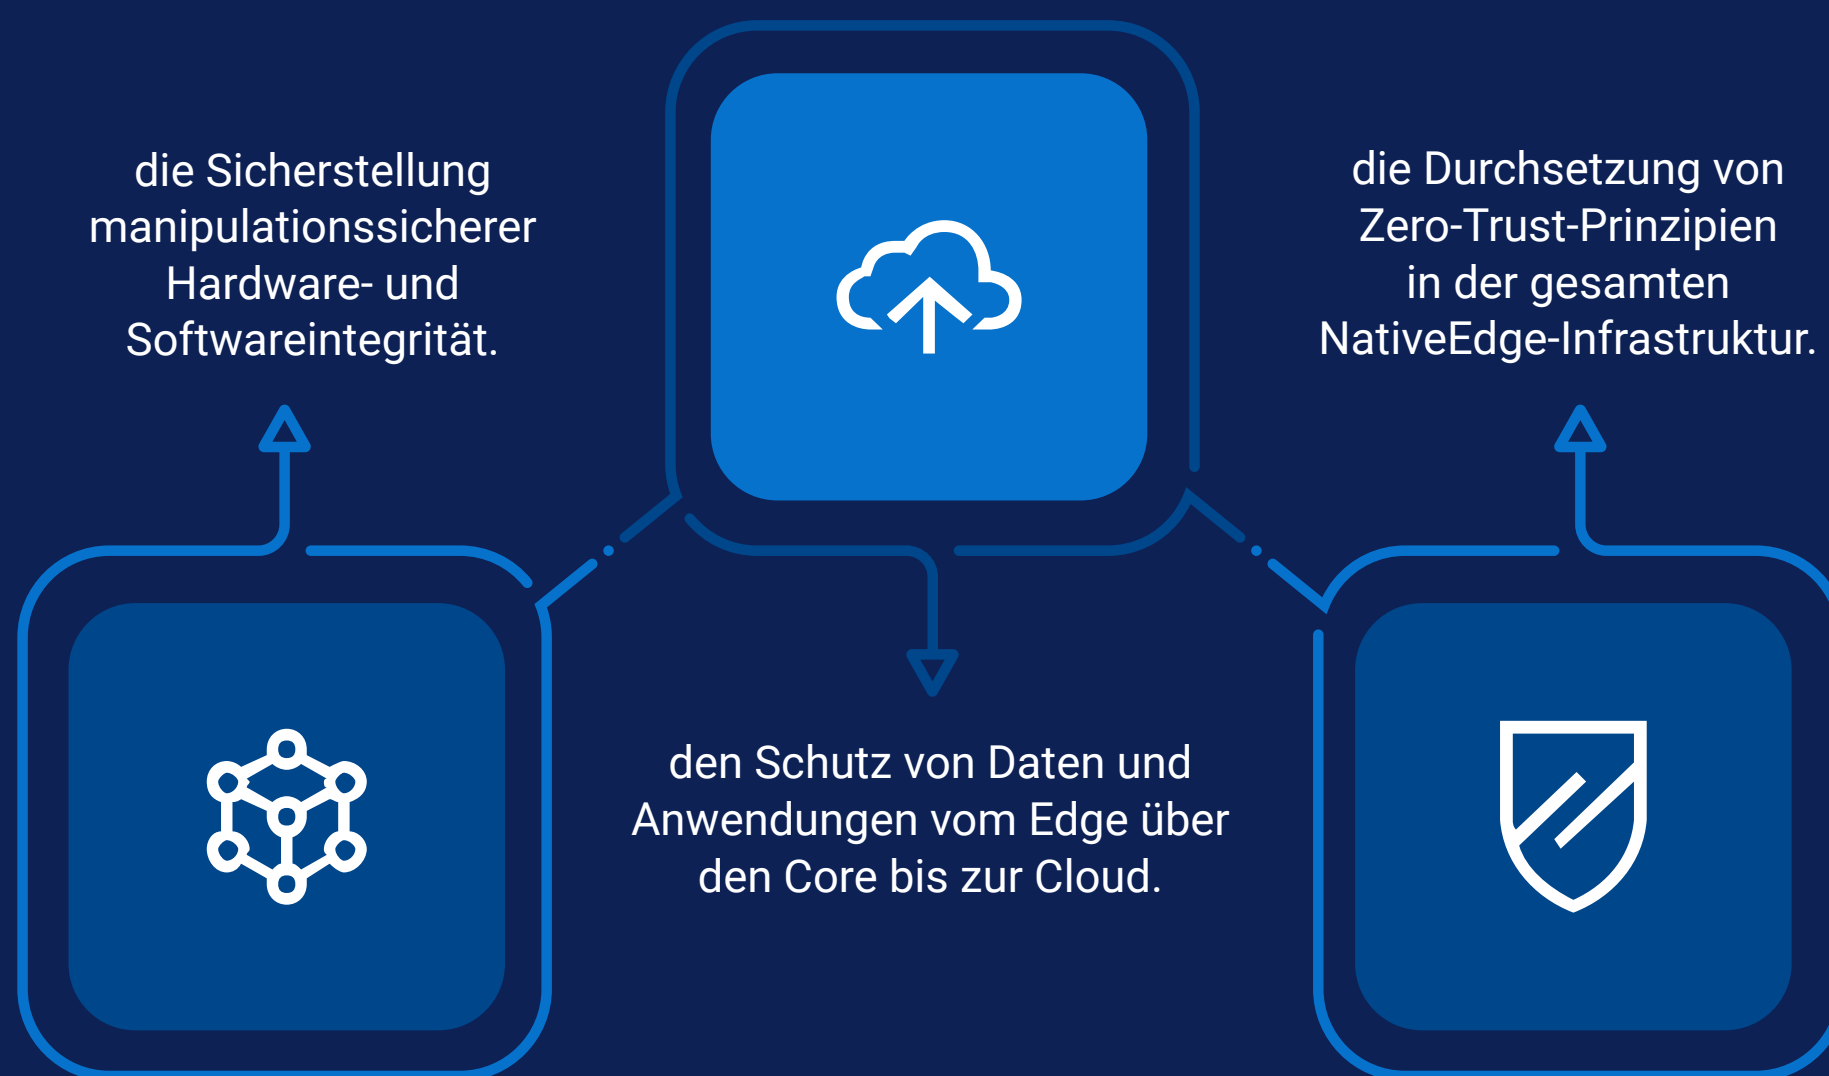 die Sicherstellung
manipulationssicherer
Hardware- und
Softwareintegrität.
den Schutz von Daten und
Anwendungen vom Edge über
den Core bis zur Cloud.
die Durchsetzung von
Zero-Trust-Prinzipien
in der gesamten
NativeEdge-Infrastruktur.